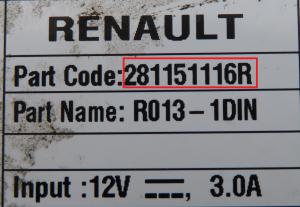 RENAULT
Part Code:281151116R
Part Name: R013-1DIN
Input :12V ⎓, 3.0A